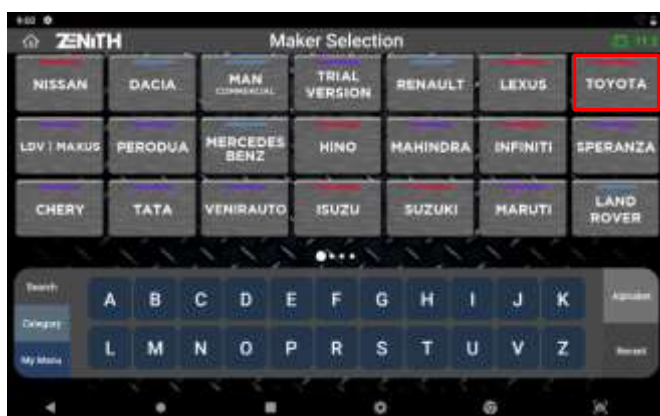 ZENITH Maker Selection
NISSAN DACIA MAN COMMERCIAL TRIAL VERSION RENAULT LEXUS TOYOTA
LDV | MAXUS PERODUA MERCEDES BENZ HINO MAHINDRA INFINITI SPERANZA
CHERY TATA VENIRAUTO ISUZU SUZUKI MARUTI LAND ROVER
Search
A B C D E F G H I J K
Alphabet
Category
L M N O P R S T U V Z
My Menu
Recent